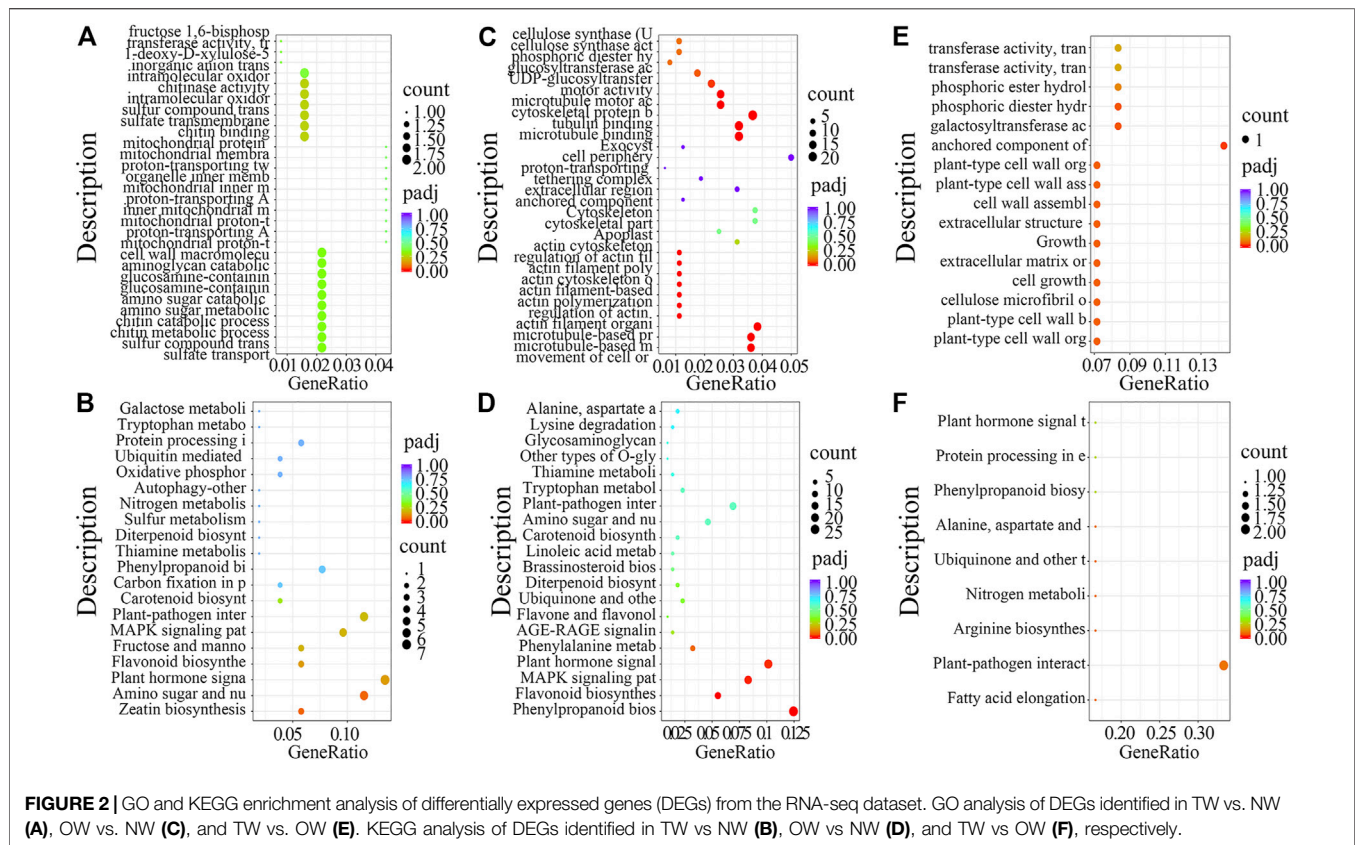 A
Description
fructose 1,6-bisphosp
transferase activity, tr
1-deoxy-D-xylulose-5
.inorganic anion trans
intramolecular oxidor
chitinase activity
intramolecular oxidor
sulfur compound trans
sulfate transmembrane
chitin binding
mitochondrial protein
mitochondrial membra
proton-transporting tw
organelle inner memb
mitochondrial inner m
proton-transporting A
inner mitochondrial m
mitochondrial proton-t
proton-transporting A
mitochondrial proton-t
cell wall macromolecu
aminoglycan catabolic
glucosamine-containin
glucosamine-containin
amino sugar catabolic
amino sugar metabolic
chitin catabolic process
chitin metabolic process
sulfur compound trans
sulfate transport
0.01 0.02 0.03 0.04
GeneRatio
count
1.00
1.25
1.50
1.75
2.00
padj
1.00
0.75
0.50
0.25
0.00
C
Description
cellulose synthase (U
cellulose synthase act
phosphoric diester hy
glucosyltransferase ac
UDP-glucosyltransfer
motor activity
microtubule motor ac
cytoskeletal protein b
tubulin binding
microtubule binding
Exocyst
cell periphery
proton-transporting
tethering complex
extracellular region
anchored component
Cytoskeleton
cytoskeletal part
Apoplast
actin cytoskeleton
regulation of actin fil
actin filament poly
actin cytoskeleton o
actin filament-based
actin polymerization
regulation of actin.
actin filament organi
microtubule-based pr
microtubule-based m
movement of cell or
0.01 0.02 0.03 0.04 0.05
GeneRatio
count
5
10
15
20
padj
1.00
0.75
0.50
0.25
0.00
E
Description
transferase activity, tran
transferase activity, tran
phosphoric ester hydrol
phosphoric diester hydr
galactosyltransferase ac
anchored component of
plant-type cell wall org
plant-type cell wall ass
cell wall assembl
extracellular structure
Growth
extracellular matrix or
cell growth
cellulose microfibril o
plant-type cell wall b
plant-type cell wall org
0.07 0.09 0.11 0.13
GeneRatio
count
1
padj
1.00
0.75
0.50
0.25
0.00
B
Description
Galactose metaboli
Tryptophan metabo
Protein processing i
Ubiquitin mediated
Oxidative phosphor
Autophagy-other
Nitrogen metabolis
Sulfur metabolism
Diterpenoid biosynt
Thiamine metabolis
Phenylpropanoid bi
Carbon fixation in p
Carotenoid biosynt
Plant-pathogen inter
MAPK signaling pat
Fructose and manno
Flavonoid biosynthe
Plant hormone signa
Amino sugar and nu
Zeatin biosynthesis
0.05 0.10
GeneRatio
padj
1.00
0.75
0.50
0.25
0.00
count
1
2
3
4
5
6
7
D
Description
Alanine, aspartate a
Lysine degradation
Glycosaminoglycan
Other types of O-gly
Thiamine metaboli
Tryptophan metabol
Plant-pathogen inter
Amino sugar and nu
Carotenoid biosynth
Linoleic acid metab
Brassinosteroid bios
Diterpenoid biosynt
Ubiquinone and othe
Flavone and flavonol
AGE-RAGE signalin
Phenylalanine metab
Plant hormone signal
MAPK signaling pat
Flavonoid biosynthes
Phenylpropanoid bios
0.025 0.5 0.75 0.1 0.125
GeneRatio
count
5
10
15
20
25
padj
1.00
0.75
0.50
0.25
0.00
F
Description
Plant hormone signal t
Protein processing in e
Phenylpropanoid biosy
Alanine, aspartate and
Ubiquinone and other t
Nitrogen metaboli
Arginine biosynthes
Plant-pathogen interact
Fatty acid elongation
0.20 0.25 0.30
GeneRatio
count
1.00
1.25
1.50
1.75
2.00
padj
1.00
0.75
0.50
0.25
0.00
FIGURE 2 | GO and KEGG enrichment analysis of differentially expressed genes (DEGs) from the RNA-seq dataset. GO analysis of DEGs identified in TW vs. NW
(A), OW vs. NW (C), and TW vs. OW (E). KEGG analysis of DEGs identified in TW vs NW (B), OW vs NW (D), and TW vs OW (F), respectively.